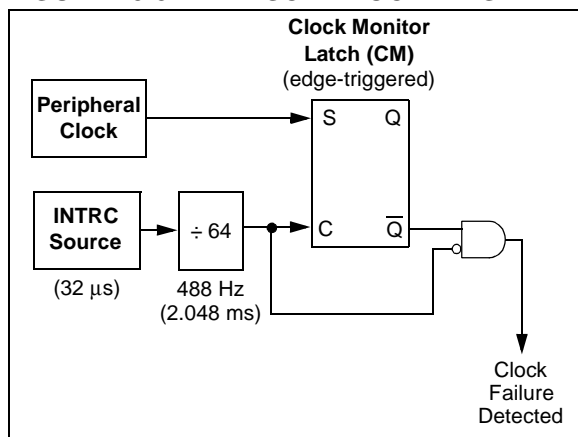 Clock Monitor
Latch (CM)
(edge-triggered)
Peripheral
Clock
S Q
INTRC
Source
÷ 64
C Q̅
(32 μs)
488 Hz
(2.048 ms)
Clock
Failure
Detected